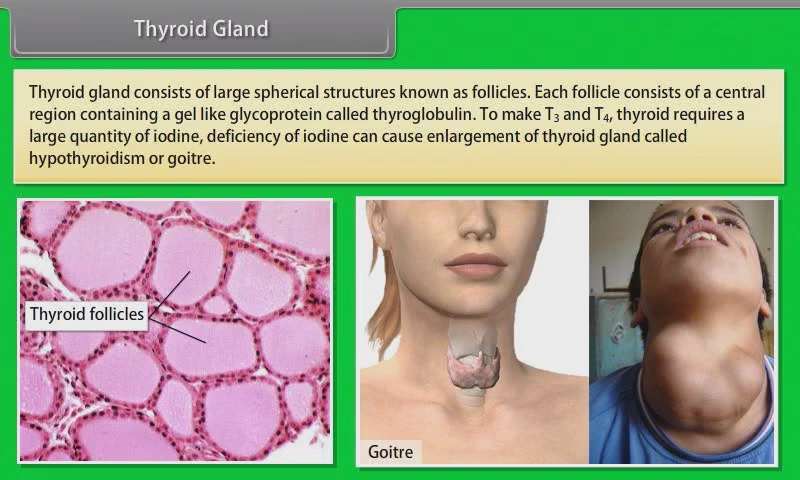 Thyroid Gland
Thyroid gland consists of large spherical structures known as follicles. Each follicle consists of a central
region containing a gel like glycoprotein called thyroglobulin. To make T₃ and T₄, thyroid requires a
large quantity of iodine, deficiency of iodine can cause enlargement of thyroid gland called
hypothyroidism or goitre.
Thyroid follicles
Goitre